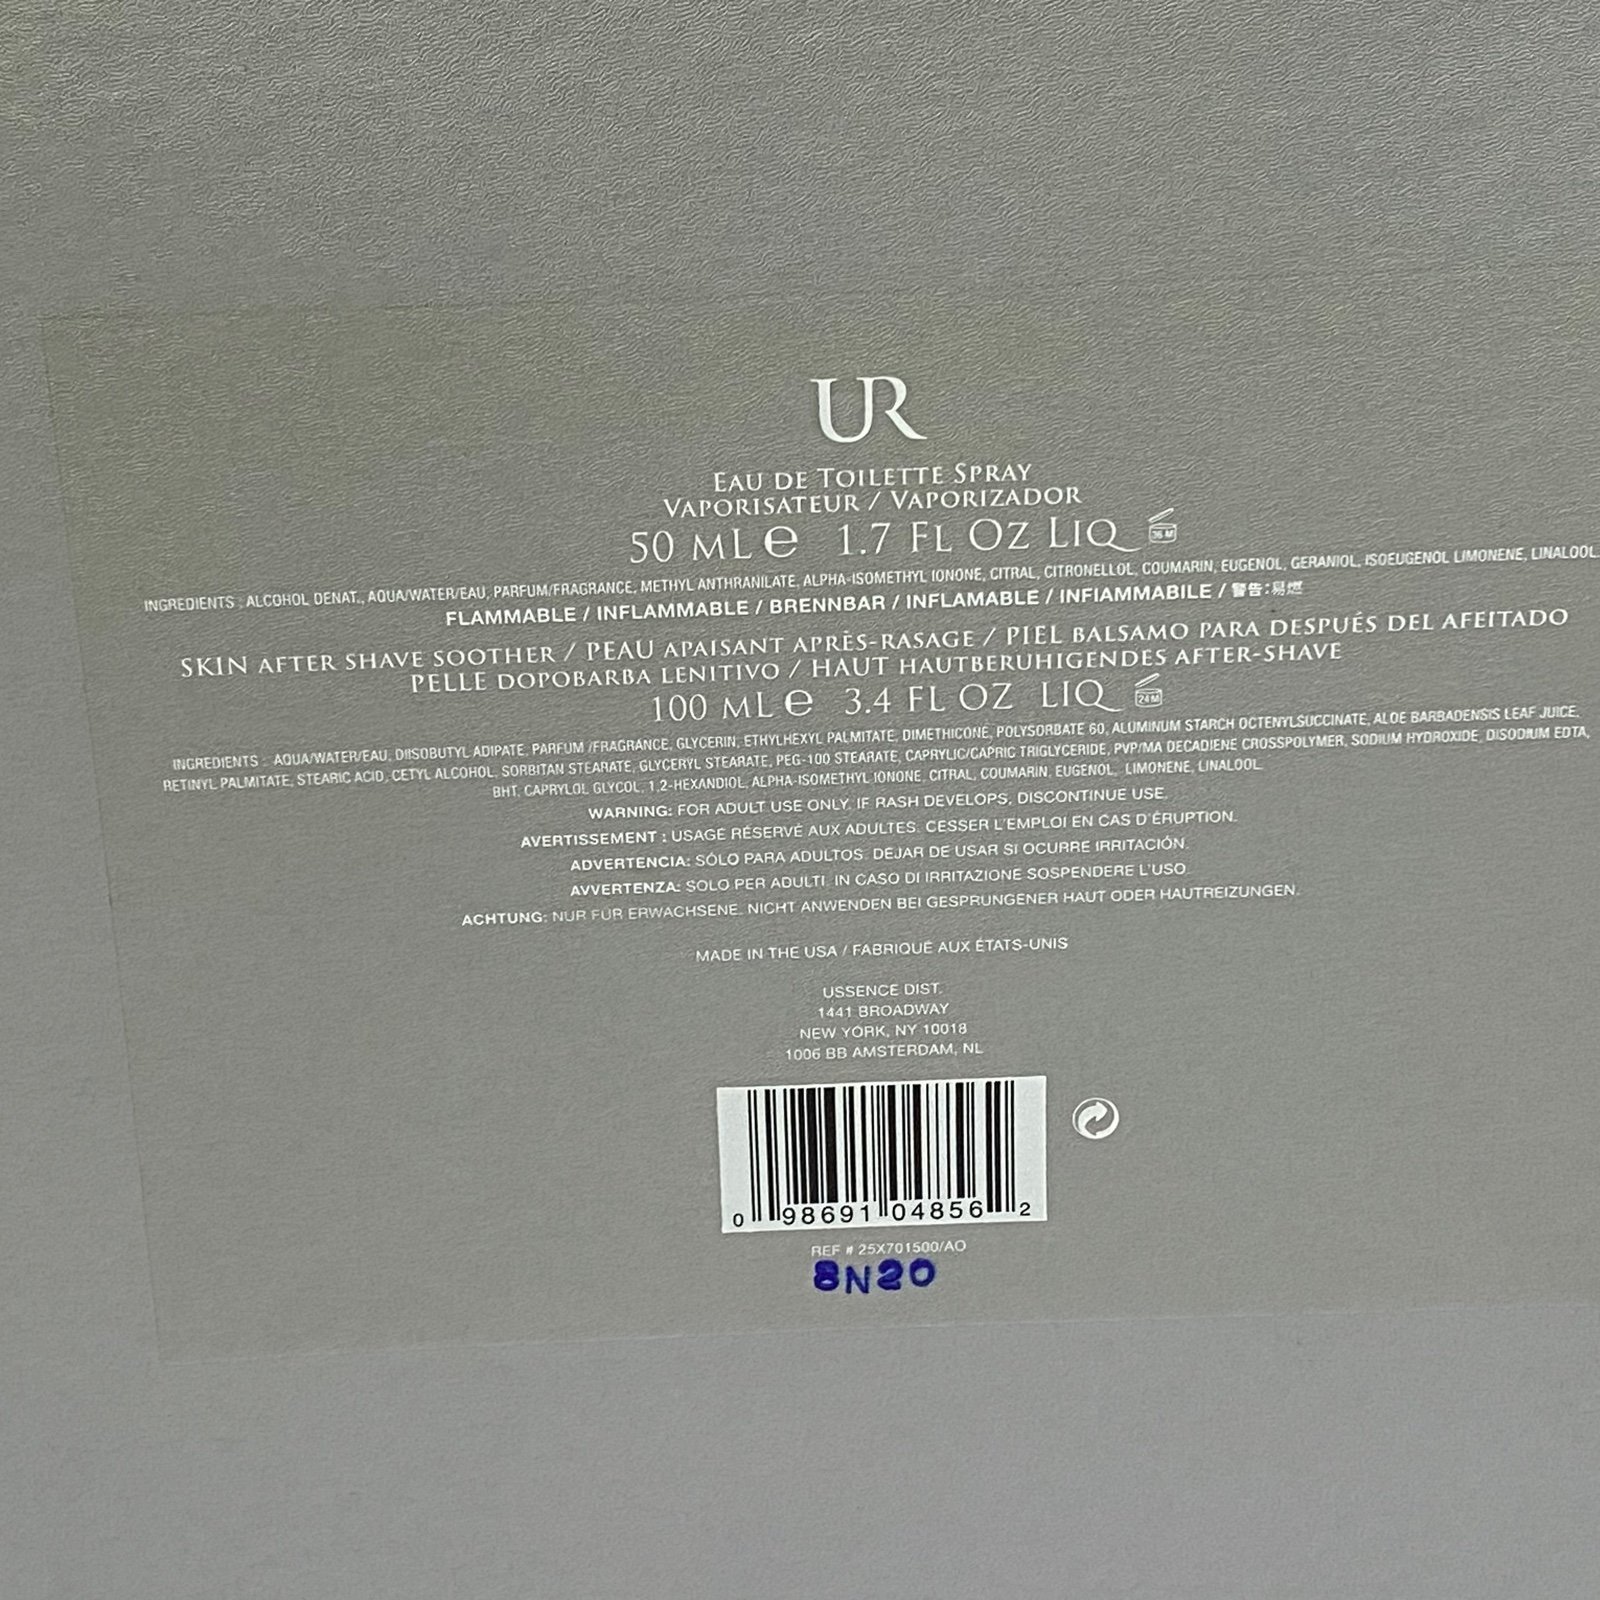 UR
EAU DE TOILETTE SPRAY
VAPORISATEUR / VAPORIZADOR
50 ML e 1.7 FL OZ LIQ 36 M
INGREDIENTS : ALCOHOL DENAT., AQUA/WATER/EAU, PARFUM/FRAGRANCE, METHYL ANTHRANILATE, ALPHA-ISOMETHYL IONONE, CITRAL, CITRONELLOL, COUMARIN, EUGENOL, GERANIOL, ISOEUGENOL LIMONENE, LINALOOL.
FLAMMABLE / INFLAMMABLE / BRENNBAR / INFLAMABLE / INFIAMMABILE / 警告:易燃
SKIN AFTER SHAVE SOOTHER / PEAU APAISANT APRÈS-RASAGE / PIEL BALSAMO PARA DESPUÉS DEL AFEITADO
PELLE DOPOBARBA LENITIVO / HAUT HAUTBERUHIGENDES AFTER-SHAVE
100 ML e 3.4 FL OZ LIQ 24 M
INGREDIENTS : AQUA/WATER/EAU, DIISOBUTYL ADIPATE, PARFUM /FRAGRANCE, GLYCERIN, ETHYLHEXYL PALMITATE, DIMETHICONE, POLYSORBATE 60, ALUMINUM STARCH OCTENYLSUCCINATE, ALOE BARBADENSIS LEAF JUICE,
RETINYL PALMITATE, STEARIC ACID, CETYL ALCOHOL, SORBITAN STEARATE, GLYCERYL STEARATE, PEG-100 STEARATE, CAPRYLIC/CAPRIC TRIGLYCERIDE, PVP/MA DECADIENE CROSSPOLYMER, SODIUM HYDROXIDE, DISODIUM EDTA,
BHT, CAPRYLOL GLYCOL, 1,2-HEXANDIOL, ALPHA-ISOMETHYL IONONE, CITRAL, COUMARIN, EUGENOL, LIMONENE, LINALOOL.
WARNING: FOR ADULT USE ONLY. IF RASH DEVELOPS, DISCONTINUE USE.
AVERTISSEMENT : USAGE RÉSERVÉ AUX ADULTES. CESSER L'EMPLOI EN CAS D'ÉRUPTION.
ADVERTENCIA: SÓLO PARA ADULTOS. DEJAR DE USAR SI OCURRE IRRITACIÓN.
AVVERTENZA: SOLO PER ADULTI. IN CASO DI IRRITAZIONE SOSPENDERE L'USO.
ACHTUNG: NUR FÜR ERWACHSENE. NICHT ANWENDEN BEI GESPRUNGENER HAUT ODER HAUTREIZUNGEN.
MADE IN THE USA / FABRIQUÉ AUX ÉTATS-UNIS
USSENCE DIST.
1441 BROADWAY
NEW YORK, NY 10018
1006 BB AMSTERDAM, NL
0 98691 04856 2
REF # 25X701500/AO
8N20